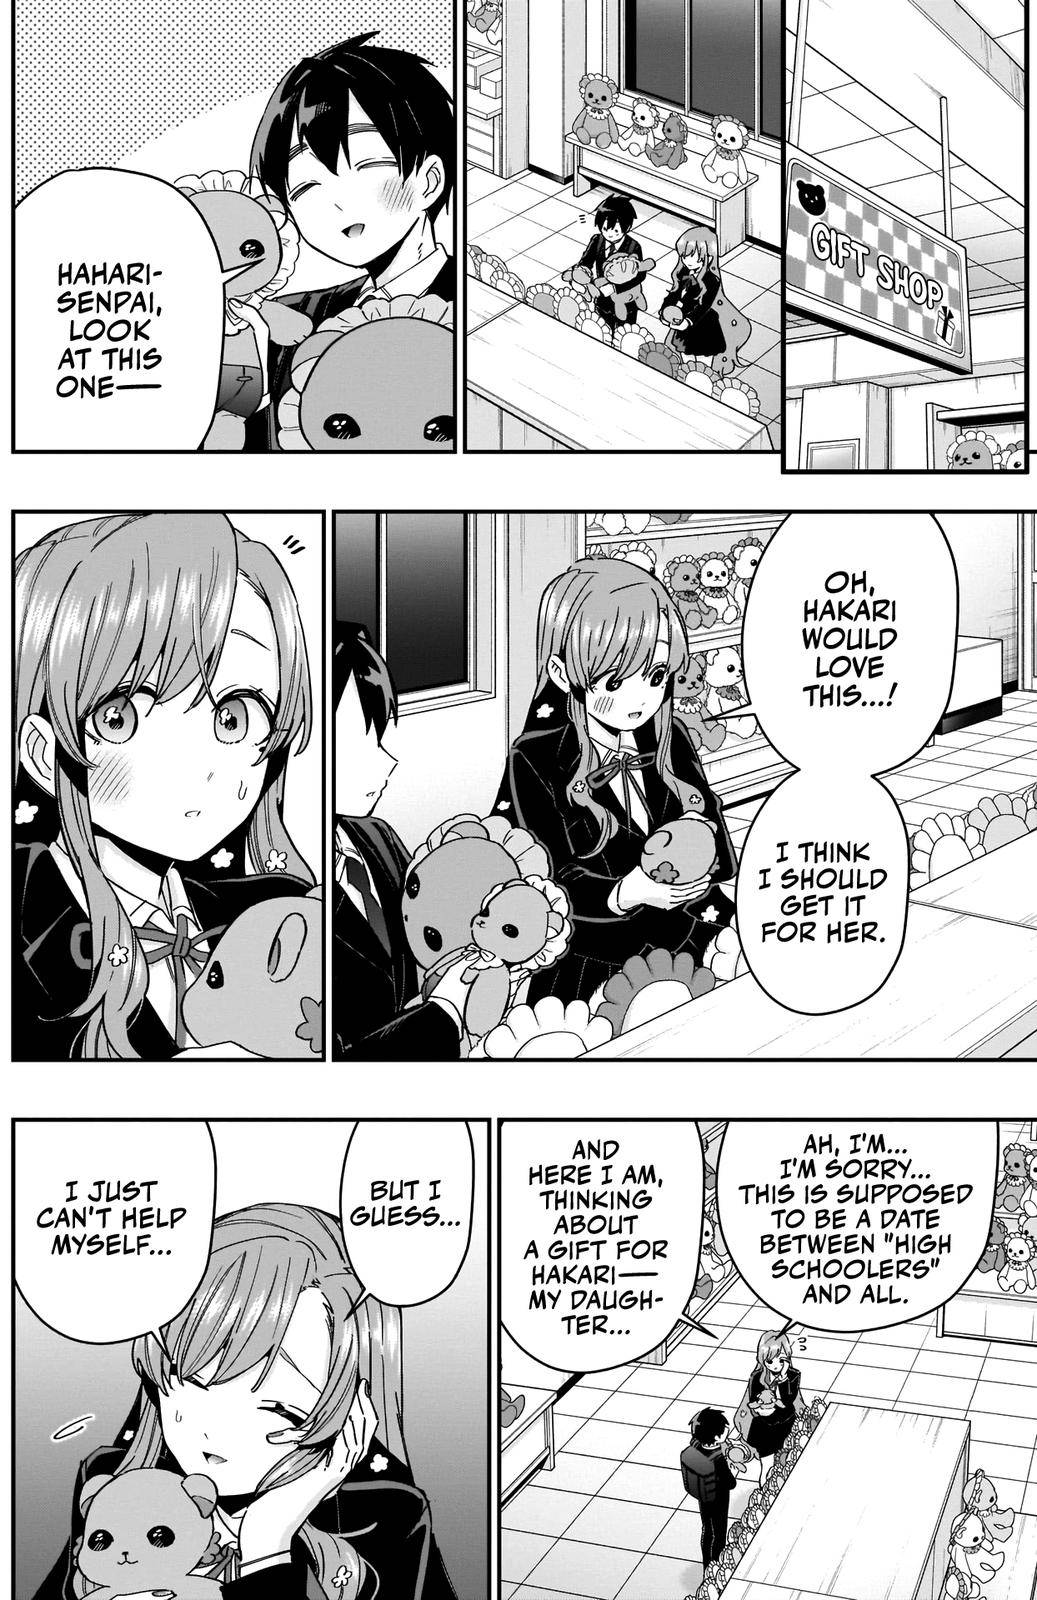 GIFT SHOP
HAHARI-
SENPAI,
LOOK
AT THIS
ONE——
OH,
HAKARI
WOULD
LOVE
THIS...!
I THINK
I SHOULD
GET IT
FOR HER.
AH, I'M...
I'M SORRY...
THIS IS SUPPOSED
TO BE A DATE
BETWEEN "HIGH
SCHOOLERS"
AND ALL.
AND
HERE I AM,
THINKING
ABOUT
A GIFT FOR
HAKARI——
MY DAUGH-
TER...
BUT I
GUESS...
I JUST
CAN'T HELP
MYSELF...